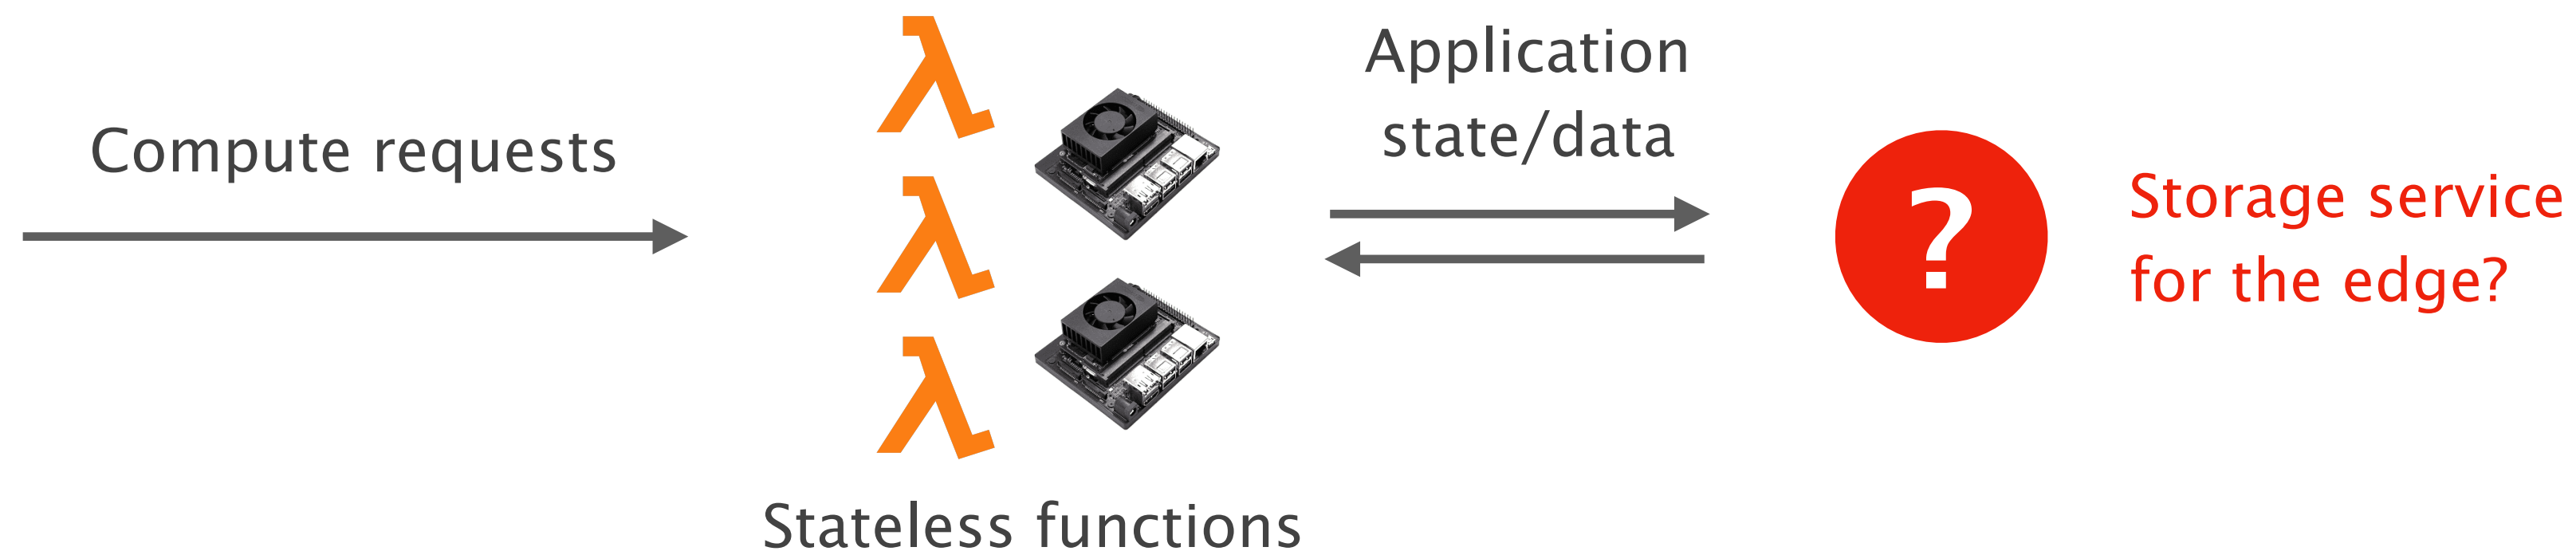 Compute requests
λ
λ
λ
Stateless functions
Application
state/data
?
Storage service
for the edge?